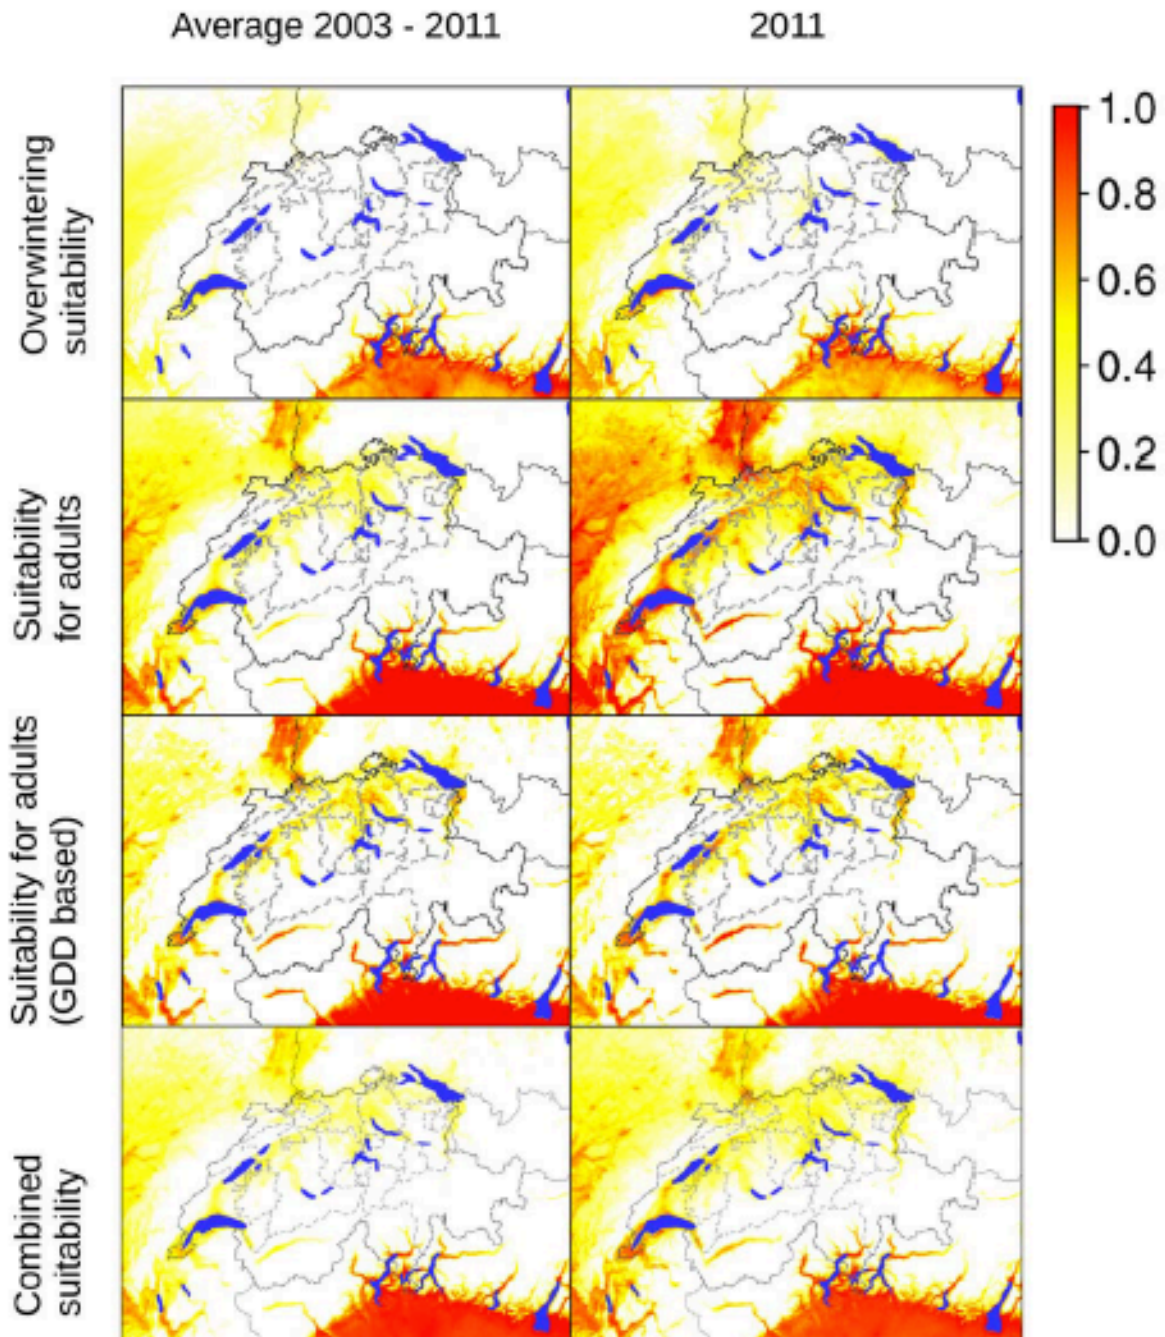 Average 2003 - 2011
2011
Overwintering
suitability
1.0
0.8
0.6
0.4
0.2
0.0
Suitability
for adults
Suitability for adults
(GDD based)
Combined
suitability